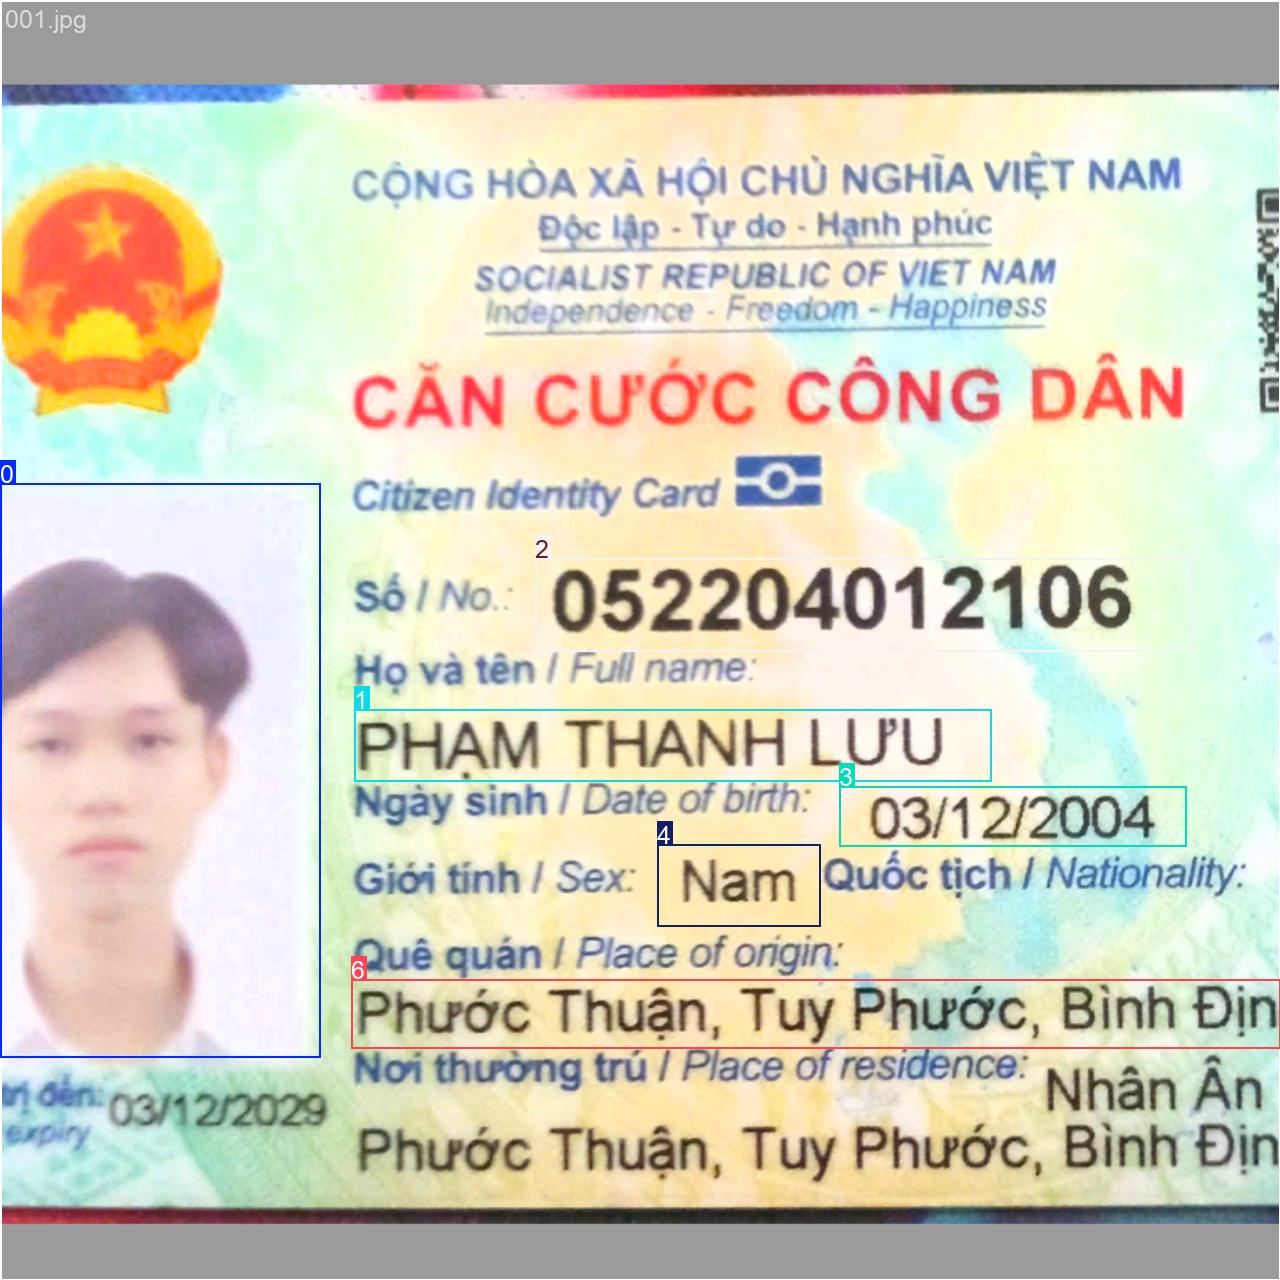 001.jpg
CỘNG HÒA XÃ HỘI CHỦ NGHĨA VIỆT NAM
Độc lập - Tự do - Hạnh phúc
SOCIALIST REPUBLIC OF VIET NAM
Independence - Freedom - Happiness
CĂN CƯỚC CÔNG DÂN
Citizen Identity Card
0
2
Số / No.: 052204012106
Họ và tên / Full name:
1
PHẠM THANH LƯU
3
Ngày sinh / Date of birth: 03/12/2004
4
Giới tính / Sex: Nam Quốc tịch / Nationality:
Quê quán / Place of origin:
6
Phước Thuận, Tuy Phước, Bình Địn
Nơi thường trú / Place of residence: Nhân Ân
Phước Thuận, Tuy Phước, Bình Địn
trị đến: 03/12/2029
expiry